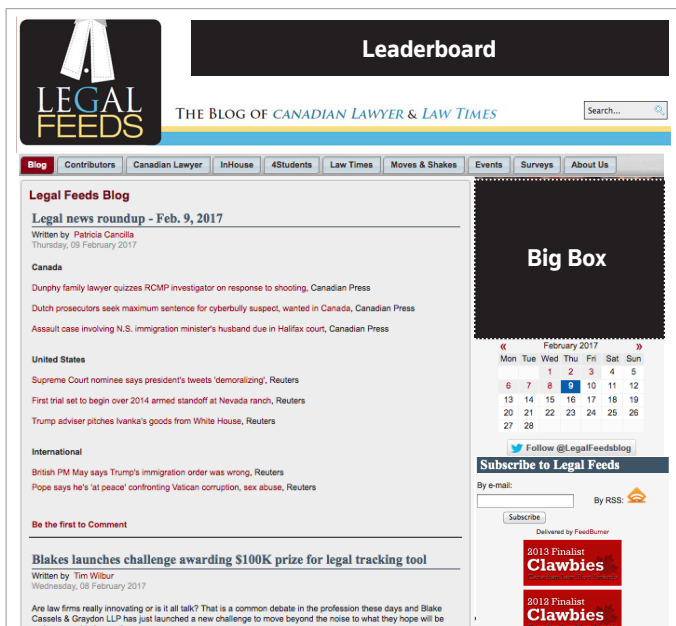 Leaderboard
LEGAL
FEEDS
THE BLOG OF CANADIAN LAWYER & LAW TIMES
Search...
Blog Contributors Canadian Lawyer InHouse 4Students Law Times Moves & Shakes Events Surveys About Us
Legal Feeds Blog
Legal news roundup - Feb. 9, 2017
Written by Patricia Cancilla
Thursday, 09 February 2017
Canada
Dunphy family lawyer quizzes RCMP investigator on response to shooting, Canadian Press
Dutch prosecutors seek maximum sentence for cyberbully suspect, wanted in Canada, Canadian Press
Assault case involving N.S. immigration minister's husband due in Halifax court, Canadian Press
United States
Supreme Court nominee says president's tweets 'demoralizing', Reuters
First trial set to begin over 2014 armed standoff at Nevada ranch, Reuters
Trump adviser pitches Ivanka's goods from White House, Reuters
International
British PM May says Trump's immigration order was wrong, Reuters
Pope says he's 'at peace' confronting Vatican corruption, sex abuse, Reuters
Be the first to Comment
Blakes launches challenge awarding $100K prize for legal tracking tool
Written by Tim Wilbur
Wednesday, 08 February 2017
Are law firms really innovating or is it all talk? That is a common debate in the profession these days and Blake
Cassels & Graydon LLP has just launched a new challenge to move beyond the noise to what they hope will be
Big Box
« February 2017 »
Mon Tue Wed Thu Fri Sat Sun
1 2 3 4 5
6 7 8 9 10 11 12
13 14 15 16 17 18 19
20 21 22 23 24 25 26
27 28
Follow @LegalFeedsblog
Subscribe to Legal Feeds
By e-mail:
By RSS:
Subscribe
Delivered by FeedBurner
2013 Finalist
Clawbies
2012 Finalist
Clawbies